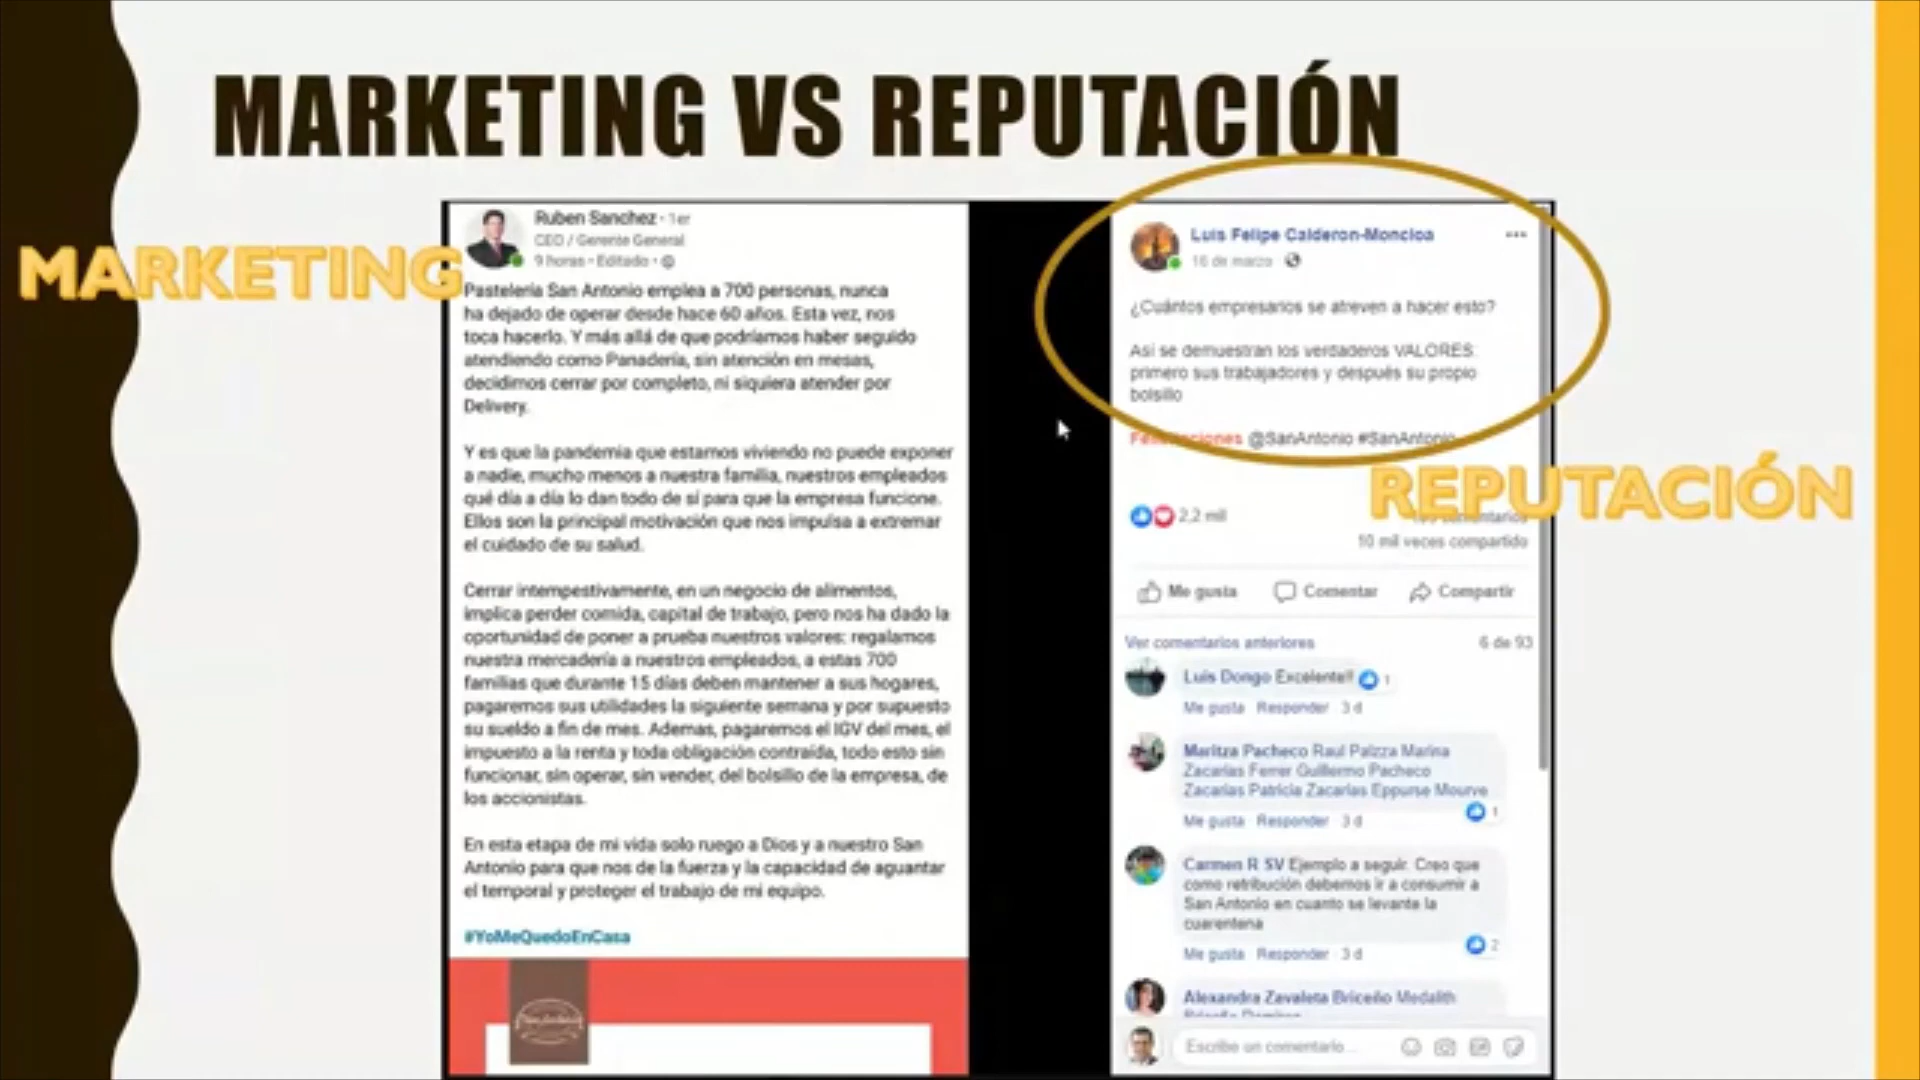 MARKETING VS REPUTACIÓN
MARKETING
Ruben Sanchez · 1er
CEO / Gerente General
9 horas · Editado ·
Pastelería San Antonio emplea a 700 personas, nunca
ha dejado de operar desde hace 60 años. Esta vez, nos
toca hacerlo. Y más allá de que podríamos haber seguido
atendiendo como Panadería, sin atención en mesas,
decidimos cerrar por completo, ni siquiera atender por
Delivery.
Y es que la pandemia que estamos viviendo no puede exponer
a nadie, mucho menos a nuestra familia, nuestros empleados
qué día a día lo dan todo de sí para que la empresa funcione.
Ellos son la principal motivación que nos impulsa a extremar
el cuidado de su salud.
Cerrar intempestivamente, en un negocio de alimentos,
implica perder comida, capital de trabajo, pero nos ha dado la
oportunidad de poner a prueba nuestros valores: regalamos
nuestra mercadería a nuestros empleados, a estas 700
familias que durante 15 días deben mantener a sus hogares,
pagaremos sus utilidades la siguiente semana y por supuesto
su sueldo a fin de mes. Ademas, pagaremos el IGV del mes, el
impuesto a la renta y toda obligación contraída, todo esto sin
funcionar, sin operar, sin vender, del bolsillo de la empresa, de
los accionistas.
En esta etapa de mi vida solo ruego a Dios y a nuestro San
Antonio para que nos de la fuerza y la capacidad de aguantar
el temporal y proteger el trabajo de mi equipo.
#YoMeQuedoEnCasa
Luis Felipe Calderon-Moncloa
16 de marzo
¿Cuántos empresarios se atreven a hacer esto?
Así se demuestran los verdaderos VALORES:
primero sus trabajadores y después su propio
bolsillo
Felicitaciones @SanAntonio #SanAntonio
REPUTACIÓN
2,2 mil
comentarios
10 mil veces compartido
Me gusta Comentar Compartir
Ver comentarios anteriores 6 de 93
Luis Dongo Excelente!! 1
Me gusta Responder 3 d
Maritza Pacheco Raul Palzza Marina
Zacarías Ferrer Guillermo Pacheco
Zacarías Patricia Zacarías Eppurse Mourve
1
Me gusta Responder 3 d
Carmen R SV Ejemplo a seguir. Creo que
como retribución debemos ir a consumir a
San Antonio en cuanto se levante la
cuarentena
2
Me gusta Responder 3 d
Alexandra Zavaleta Briceño Medalith
Escribe un comentario...